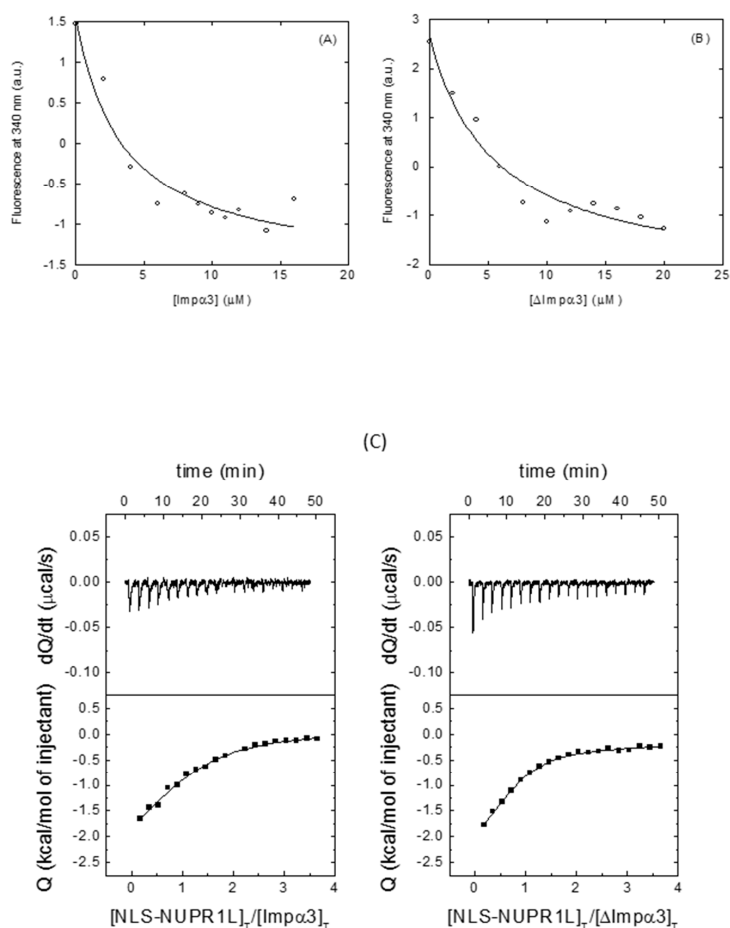 1.5
1
0.5
0
-0.5
-1
-1.5
0 5 10 15 20
Fluorescence at 340 nm (a.u.)
[Impα3] (μM)
(A)
3
2
1
0
-1
-2
0 5 10 15 20 25
Fluorescence at 340 nm (a.u.)
[ΔImpα3] (μM)
(B)
(C)
time (min)
0 10 20 30 40 50
0.05
0.00
-0.05
-0.10
dQ/dt (μcal/s)
0.5
0.0
-0.5
-1.0
-1.5
-2.0
-2.5
Q (kcal/mol of injectant)
0 1 2 3 4
[NLS-NUPR1L]T/[Impα3]T
time (min)
0 10 20 30 40 50
0.05
0.00
-0.05
-0.10
dQ/dt (μcal/s)
0.5
0.0
-0.5
-1.0
-1.5
-2.0
-2.5
Q (kcal/mol of injectant)
0 1 2 3 4
[NLS-NUPR1L]T/[ΔImpα3]T